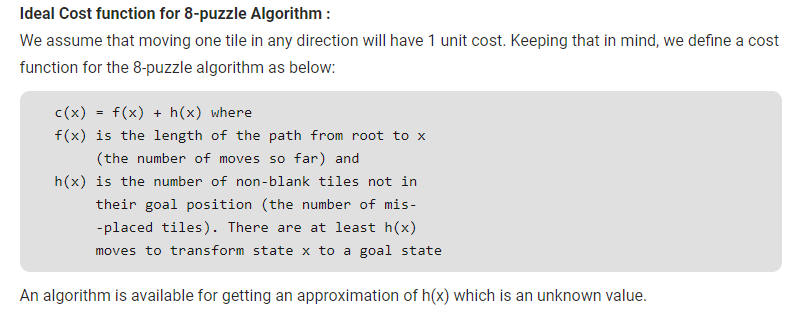 Ideal Cost function for 8-puzzle Algorithm :
We assume that moving one tile in any direction will have 1 unit cost. Keeping that in mind, we define a cost
function for the 8-puzzle algorithm as below:
c(x) = f(x) + h(x) where
f(x) is the length of the path from root to x
(the number of moves so far) and
h(x) is the number of non-blank tiles not in
their goal position (the number of mis-
-placed tiles). There are at least h(x)
moves to transform state x to a goal state
An algorithm is available for getting an approximation of h(x) which is an unknown value.